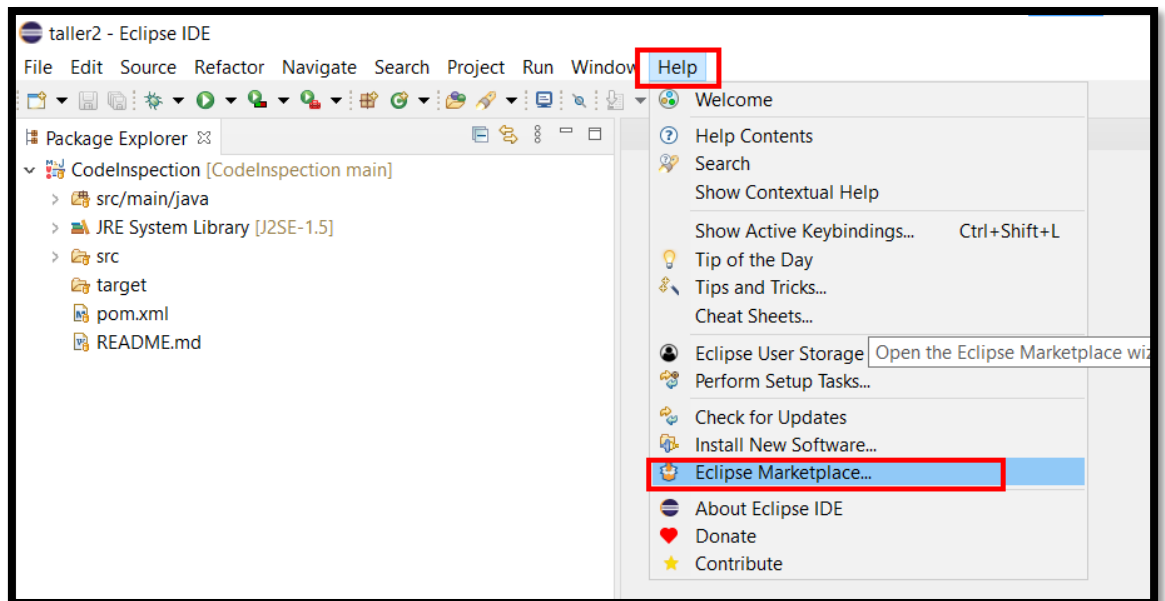 taller2 - Eclipse IDE
File Edit Source Refactor Navigate Search Project Run Window Help
Package Explorer
CodeInspection [CodeInspection main]
src/main/java
JRE System Library [J2SE-1.5]
src
target
pom.xml
README.md
Welcome
Help Contents
Search
Show Contextual Help
Show Active Keybindings... Ctrl+Shift+L
Tip of the Day
Tips and Tricks...
Cheat Sheets...
Eclipse User Storage
Open the Eclipse Marketplace wiz
Perform Setup Tasks...
Check for Updates
Install New Software...
Eclipse Marketplace...
About Eclipse IDE
Donate
Contribute